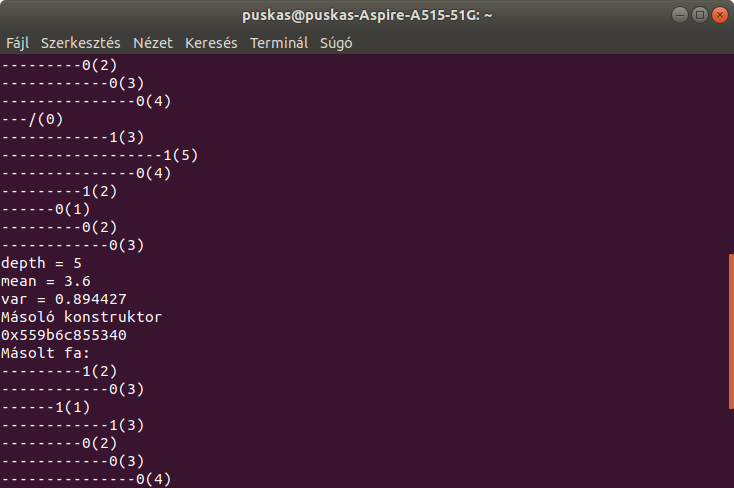 puskas@puskas-Aspire-A515-51G: ~
Fájl Szerkesztés Nézet Keresés Terminál Súgó
---------0(2)
------------0(3)
---------------0(4)
---/(0)
------------1(3)
------------------1(5)
---------------0(4)
---------1(2)
------0(1)
---------0(2)
------------0(3)
depth = 5
mean = 3.6
var = 0.894427
Másoló konstruktor
0x559b6c855340
Másolt fa:
---------1(2)
------------0(3)
------1(1)
------------1(3)
---------0(2)
------------0(3)
---------------0(4)